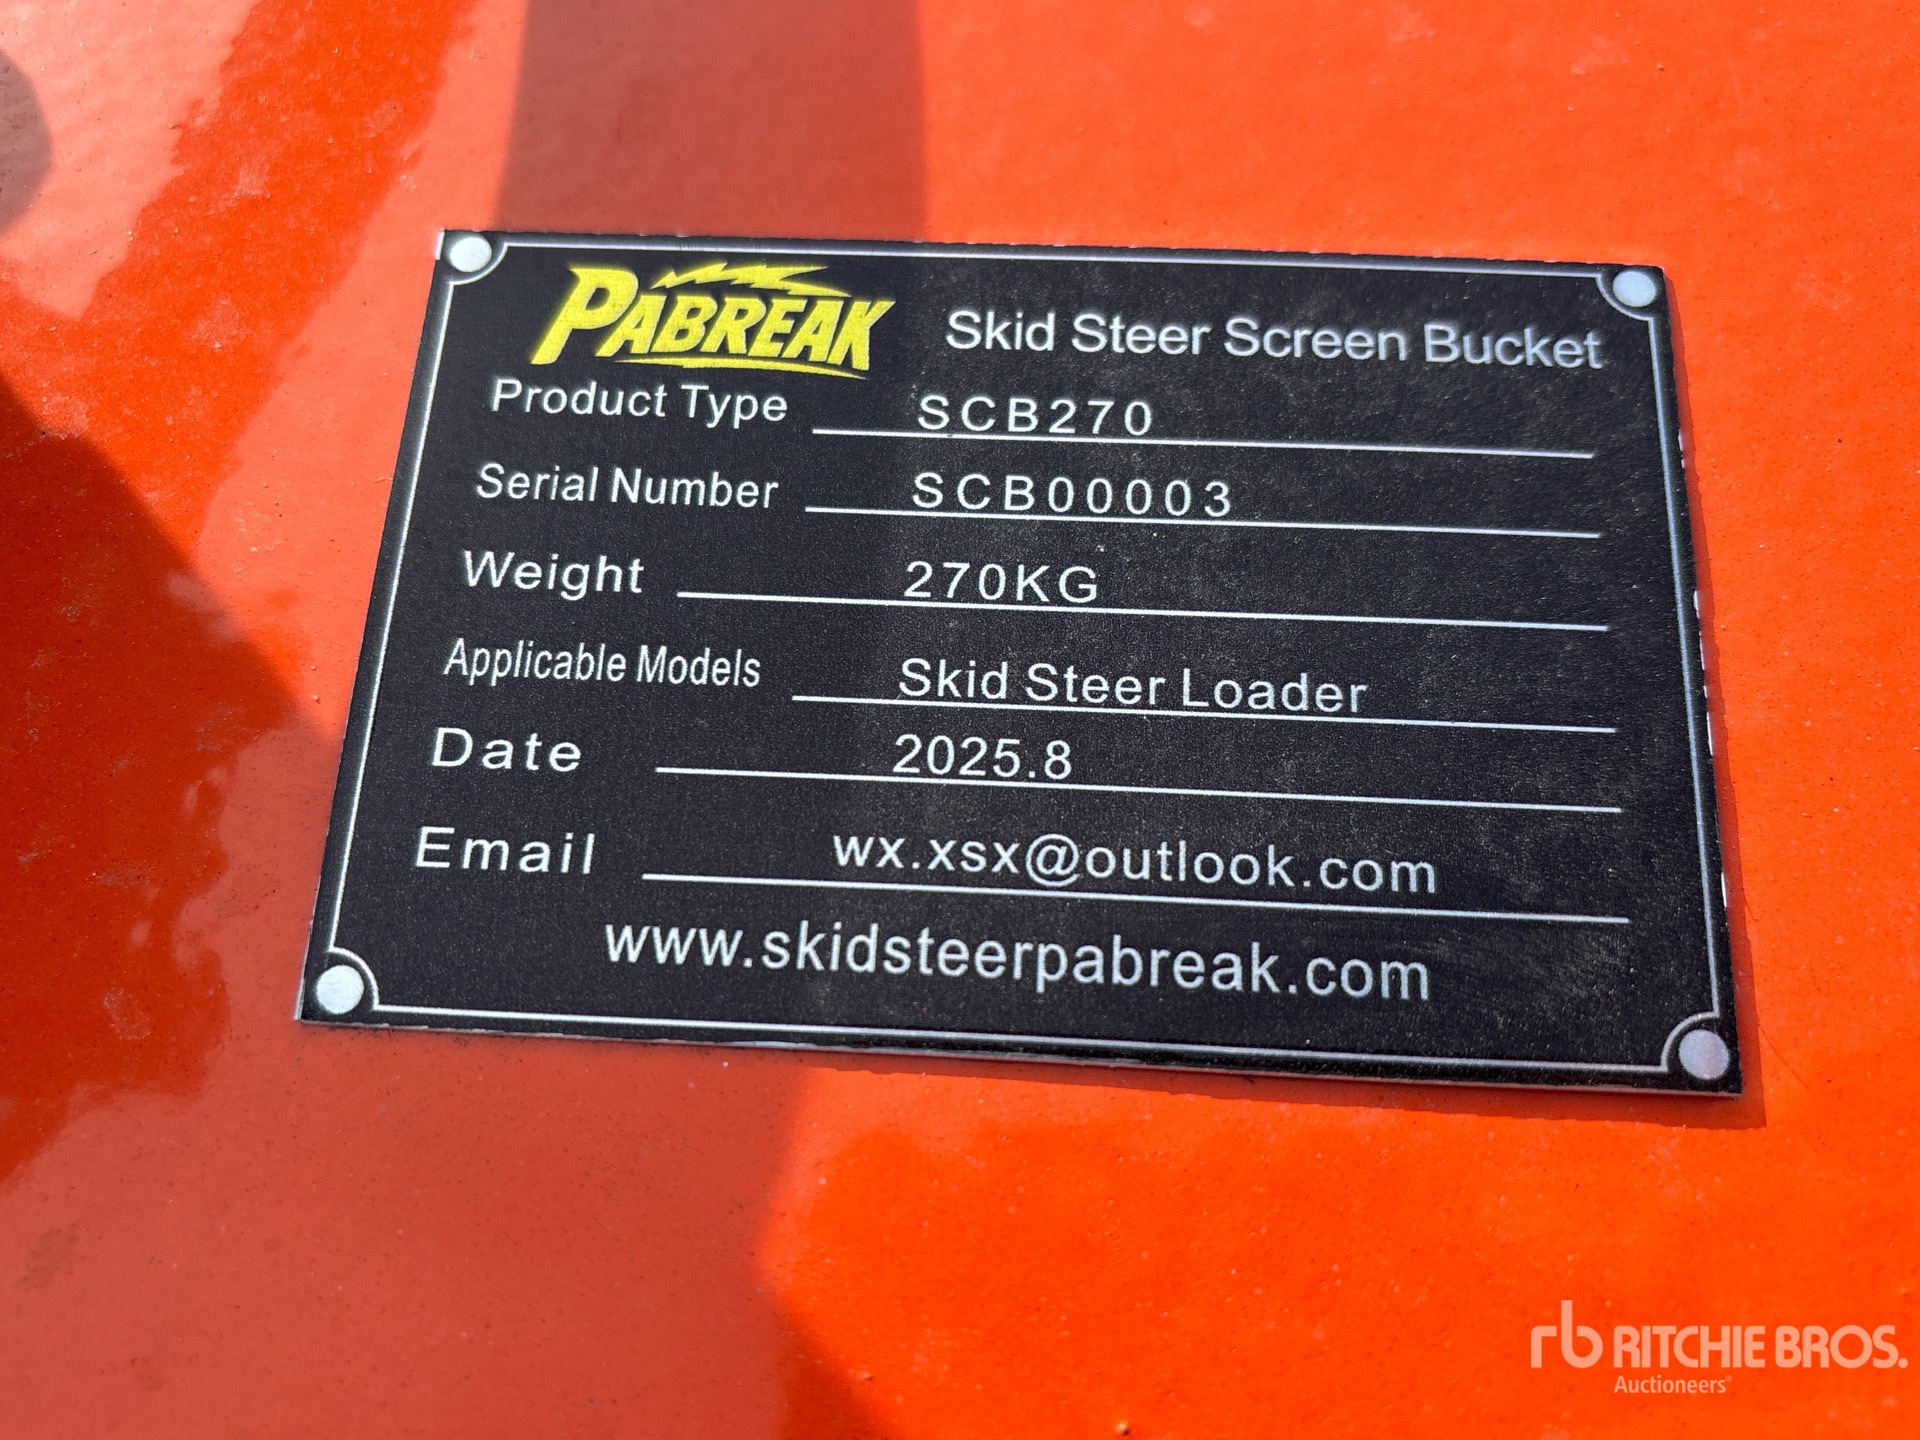 PABREAK Skid Steer Screen Bucket
Product Type SCB270
Serial Number SCB00003
Weight 270KG
Applicable Models Skid Steer Loader
Date 2025.8
Email wx.xsx@outlook.com
www.skidsteerpabreak.com
rb RITCHIE BROS.
Auctioneers